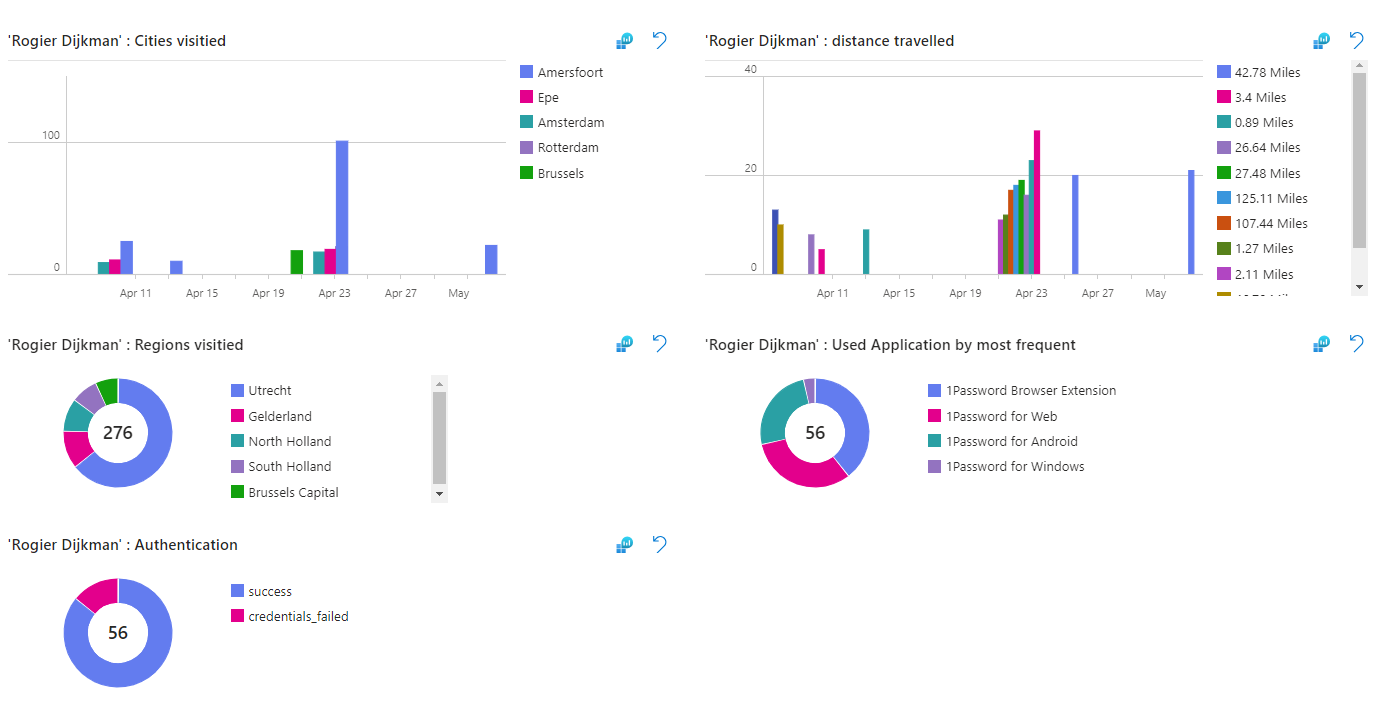 'Rogier Dijkman' : Cities visitied
100
0
Apr 11 Apr 15 Apr 19 Apr 23 Apr 27 May
Amersfoort
Epe
Amsterdam
Rotterdam
Brussels
'Rogier Dijkman' : distance travelled
40
20
0
Apr 11 Apr 15 Apr 19 Apr 23 Apr 27 May
42.78 Miles
3.4 Miles
0.89 Miles
26.64 Miles
27.48 Miles
125.11 Miles
107.44 Miles
1.27 Miles
2.11 Miles
'Rogier Dijkman' : Regions visitied
276
Utrecht
Gelderland
North Holland
South Holland
Brussels Capital
'Rogier Dijkman' : Used Application by most frequent
56
1Password Browser Extension
1Password for Web
1Password for Android
1Password for Windows
'Rogier Dijkman' : Authentication
56
success
credentials_failed